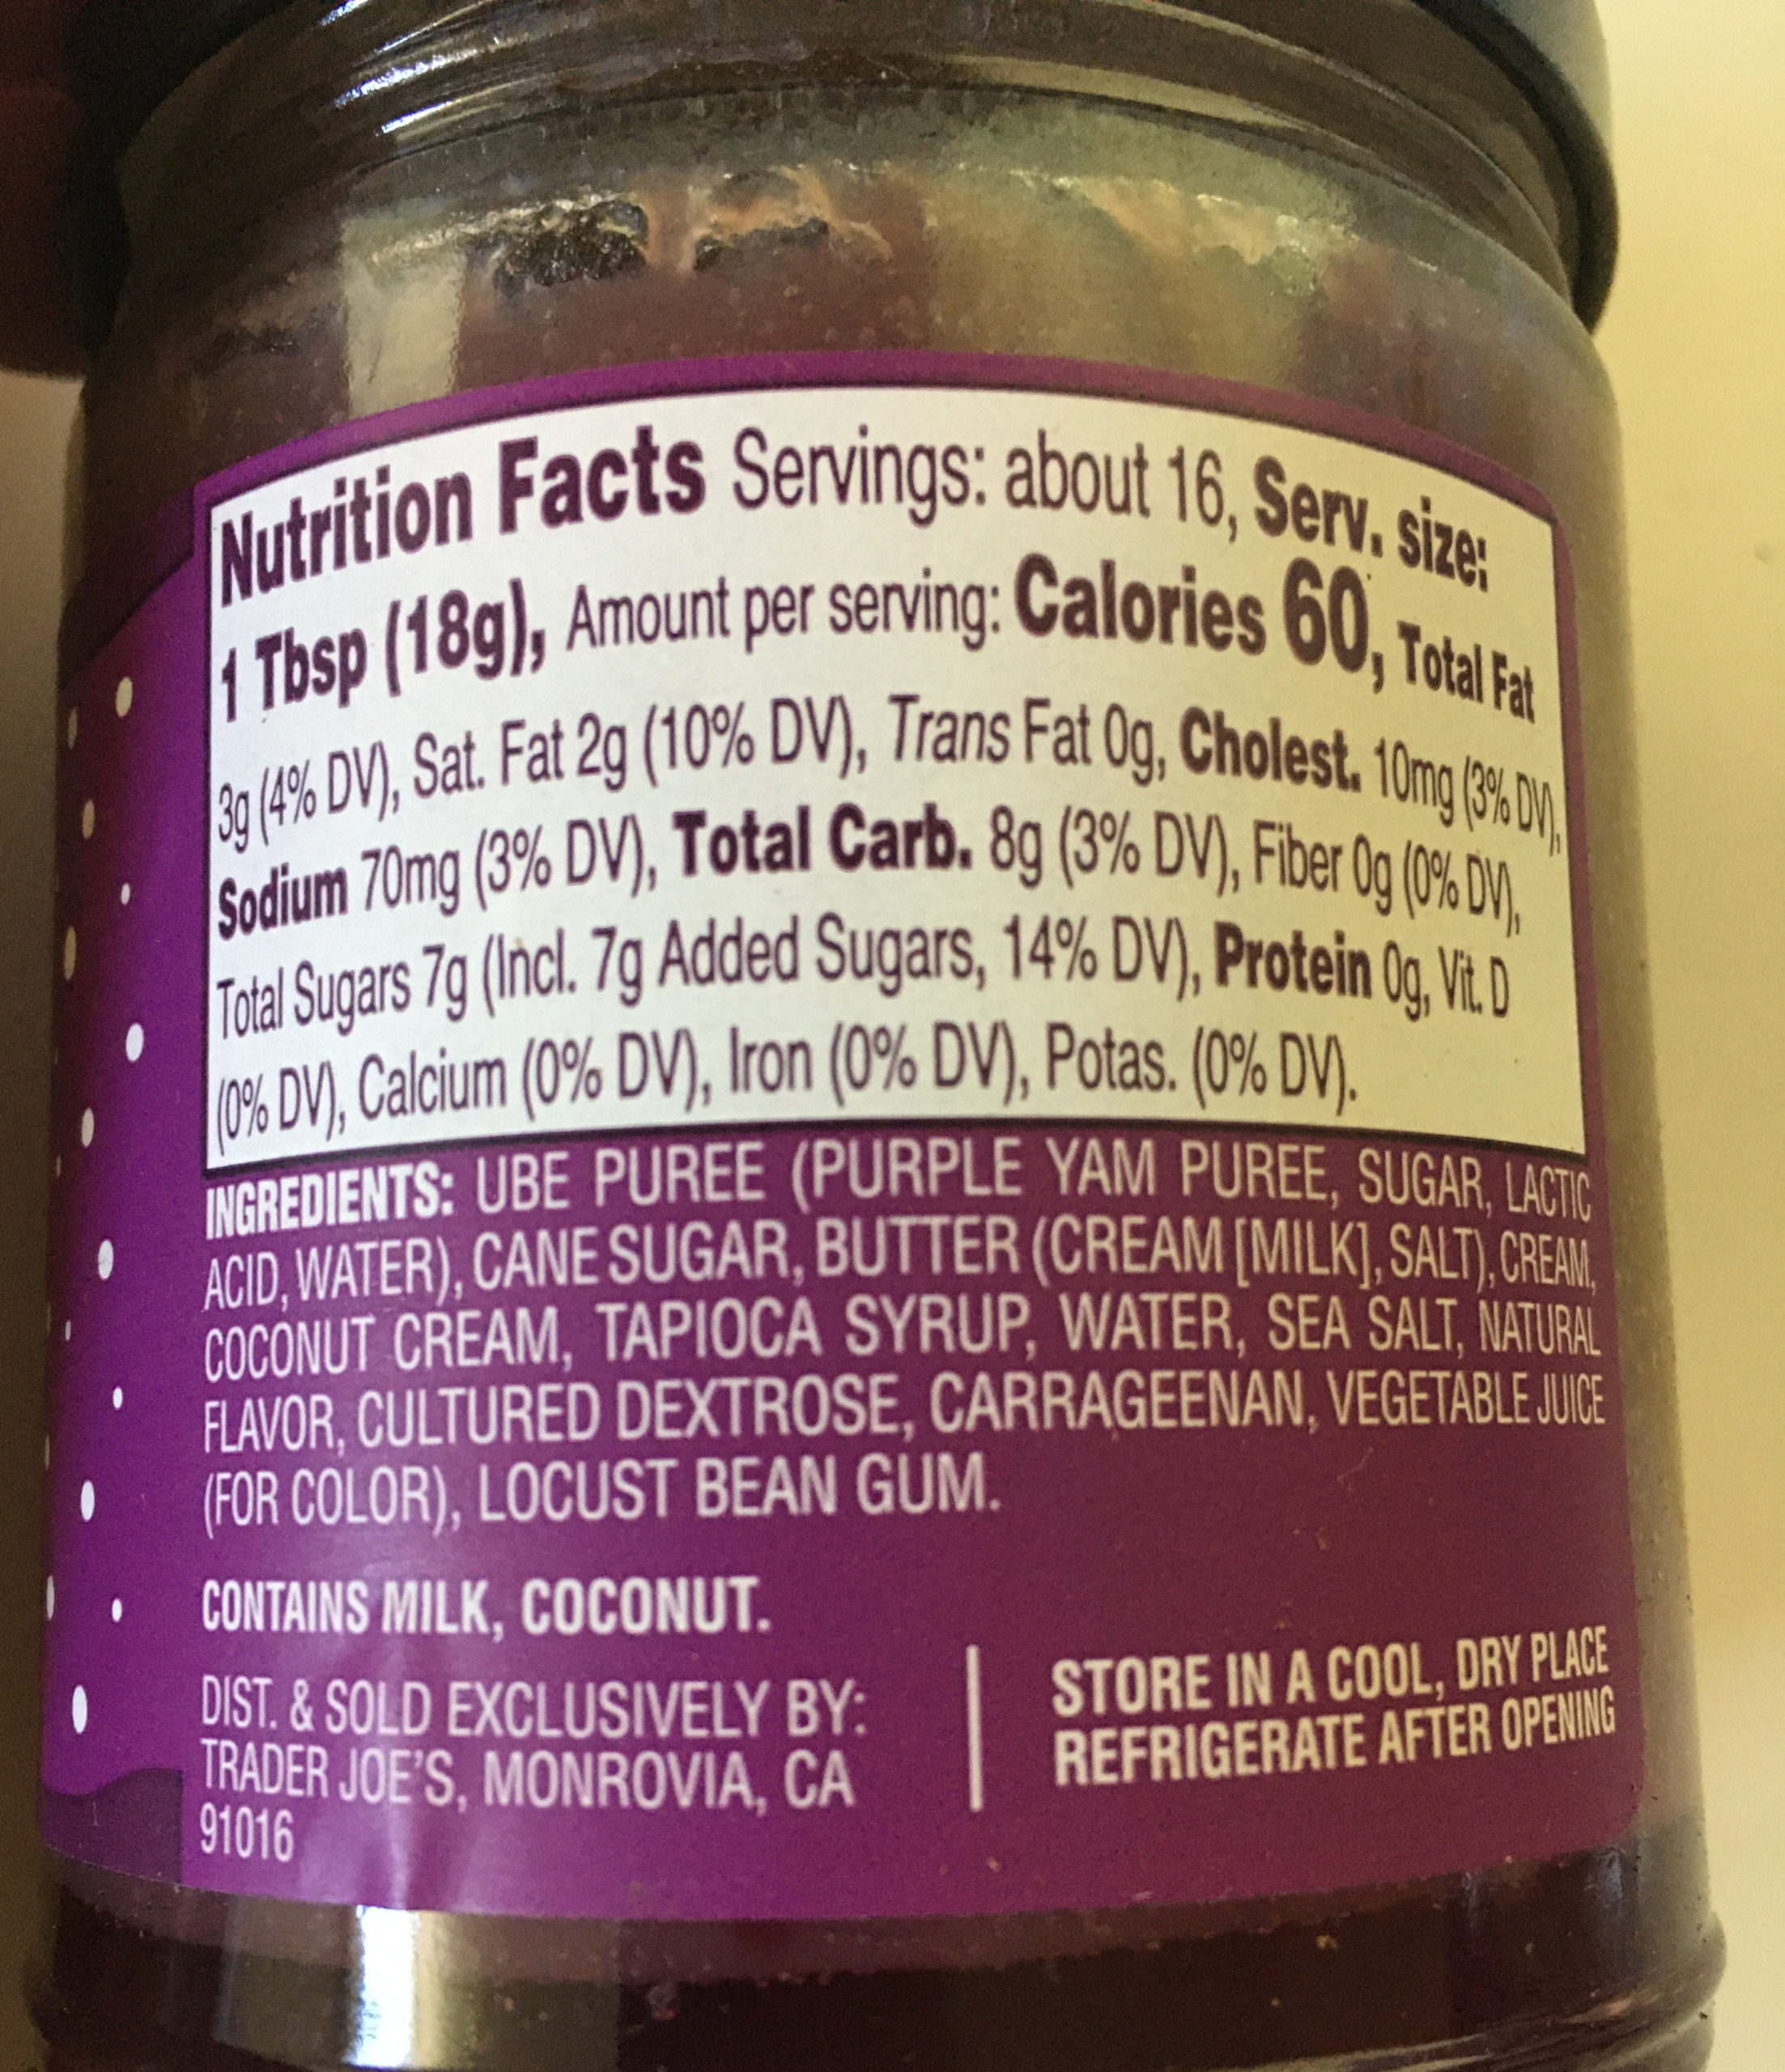 Nutrition Facts Servings: about 16, Serv. size:
1 Tbsp (18g), Amount per serving: Calories 60, Total Fat
3g (4% DV), Sat. Fat 2g (10% DV), Trans Fat 0g, Cholest. 10mg (3% DV),
Sodium 70mg (3% DV), Total Carb. 8g (3% DV), Fiber 0g (0% DV),
Total Sugars 7g (Incl. 7g Added Sugars, 14% DV), Protein 0g, Vit. D
(0% DV), Calcium (0% DV), Iron (0% DV), Potas. (0% DV).
INGREDIENTS: UBE PUREE (PURPLE YAM PUREE, SUGAR, LACTIC
ACID, WATER), CANE SUGAR, BUTTER (CREAM [MILK], SALT), CREAM,
COCONUT CREAM, TAPIOCA SYRUP, WATER, SEA SALT, NATURAL
FLAVOR, CULTURED DEXTROSE, CARRAGEENAN, VEGETABLE JUICE
(FOR COLOR), LOCUST BEAN GUM.
CONTAINS MILK, COCONUT.
DIST. & SOLD EXCLUSIVELY BY:
TRADER JOE'S, MONROVIA, CA
91016
STORE IN A COOL, DRY PLACE
REFRIGERATE AFTER OPENING